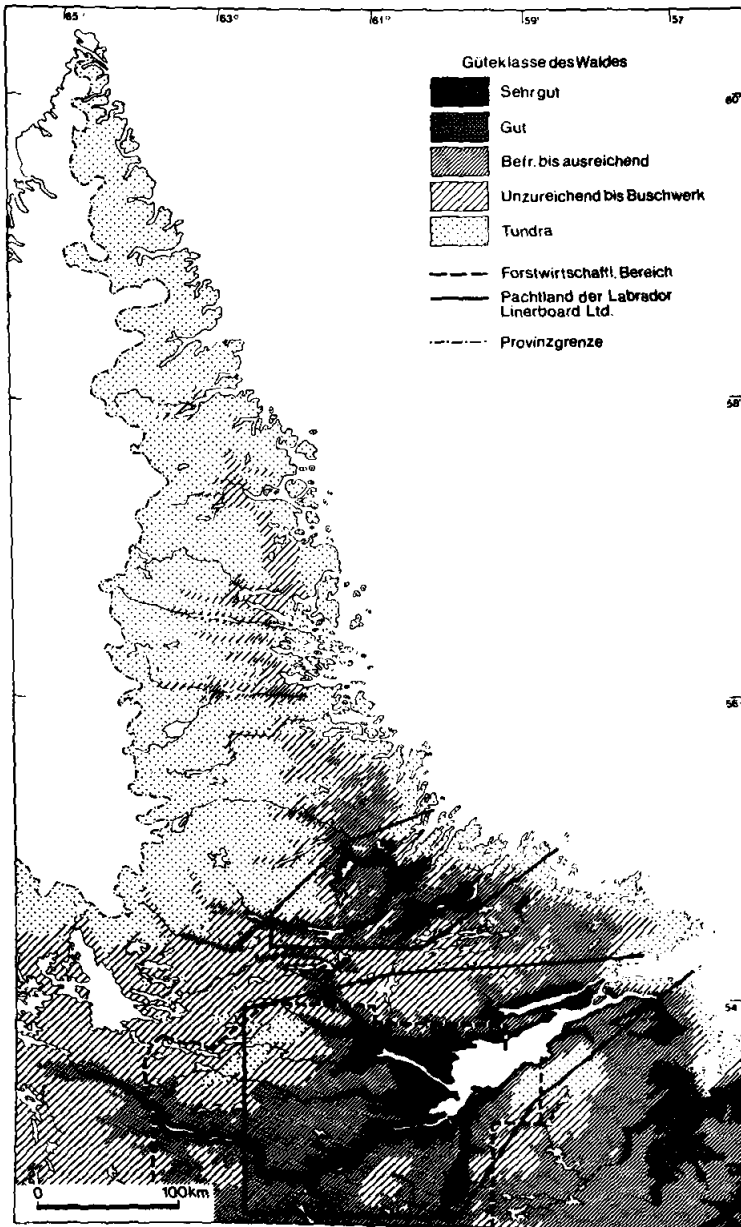 65°
63°
61°
59°
57
Güteklasse des Waldes
Sehr gut
60°
Gut
Befr. bis ausreichend
Unzureichend bis Buschwerk
Tundra
Forstwirtschaftl. Bereich
Pachtland der Labrador
Linerboard Ltd.
Provinzgrenze
58°
56
54
0
100km